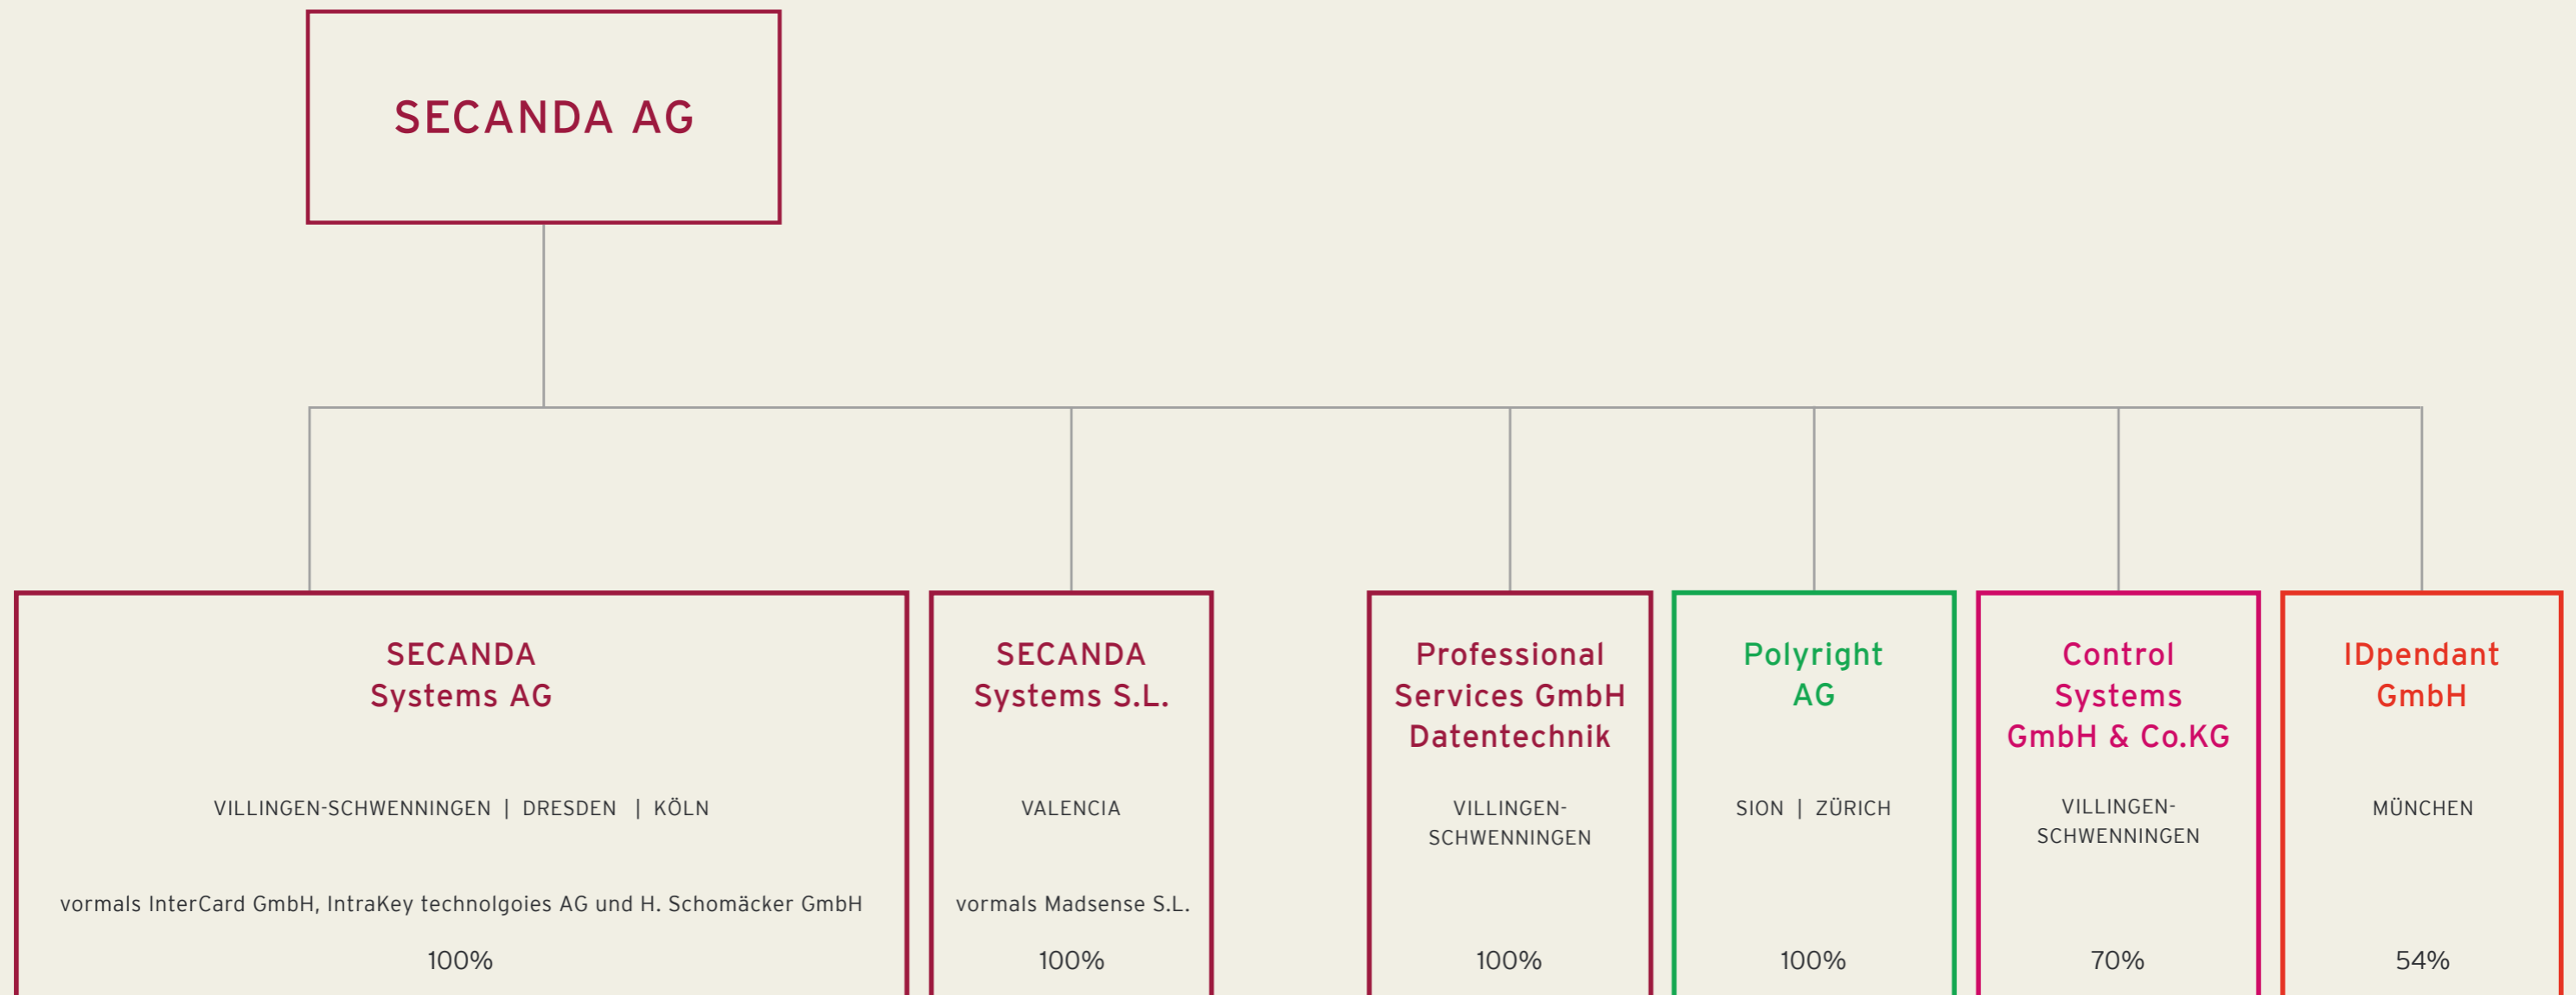 SECANDA AG
SECANDA
Systems AG
VILLINGEN-SCHWENNINGEN | DRESDEN | KÖLN
vormals InterCard GmbH, IntraKey technolgoies AG und H. Schomäcker GmbH
100%
SECANDA
Systems S.L.
VALENCIA
vormals Madsense S.L.
100%
Professional
Services GmbH
Datentechnik
VILLINGEN-
SCHWENNINGEN
100%
Polyright
AG
SION | ZÜRICH
100%
Control
Systems
GmbH & Co.KG
VILLINGEN-
SCHWENNINGEN
70%
IDpendant
GmbH
MÜNCHEN
54%